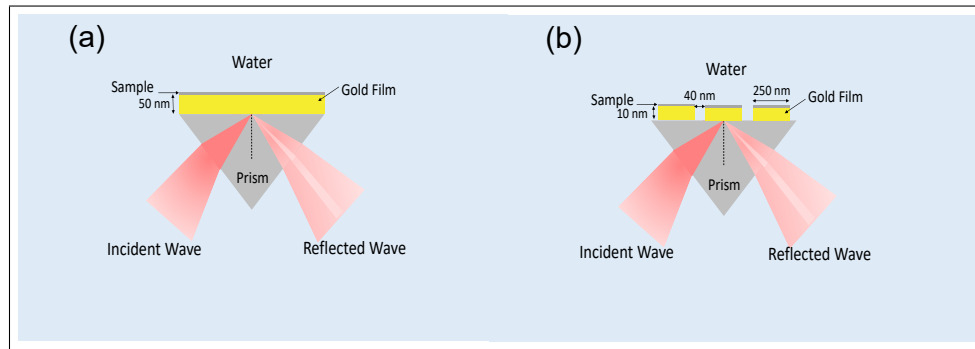 (a)
Water
Sample
50 nm
Gold Film
Prism
Incident Wave
Reflected Wave
(b)
Water
250 nm
40 nm
Sample
10 nm
Gold Film
Prism
Incident Wave
Reflected Wave